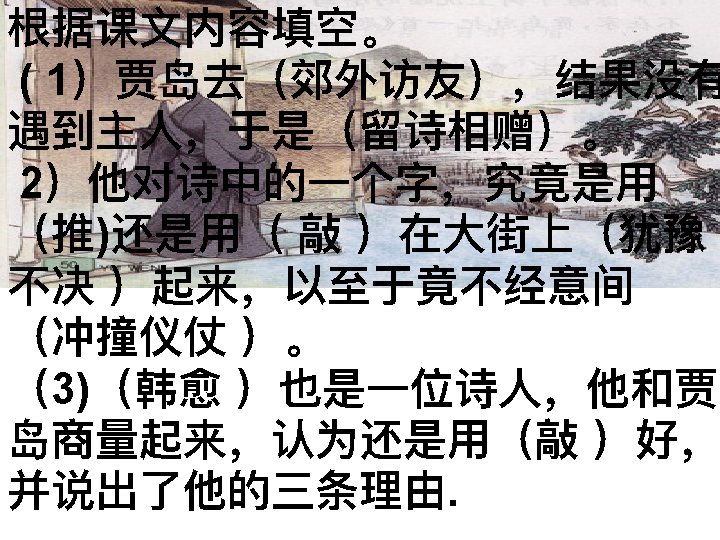 根据课文内容填空。
( 1）贾岛去（郊外访友），结果没有
遇到主人，于是（留诗相赠）。
2）他对诗中的一个字，究竟是用
（推)还是用（ 敲 ）在大街上（犹豫
不决 ）起来，以至于竟不经意间
（冲撞仪仗 ）。
（3)（韩愈 ）也是一位诗人，他和贾
岛商量起来，认为还是用（敲 ）好，
并说出了他的三条理由.